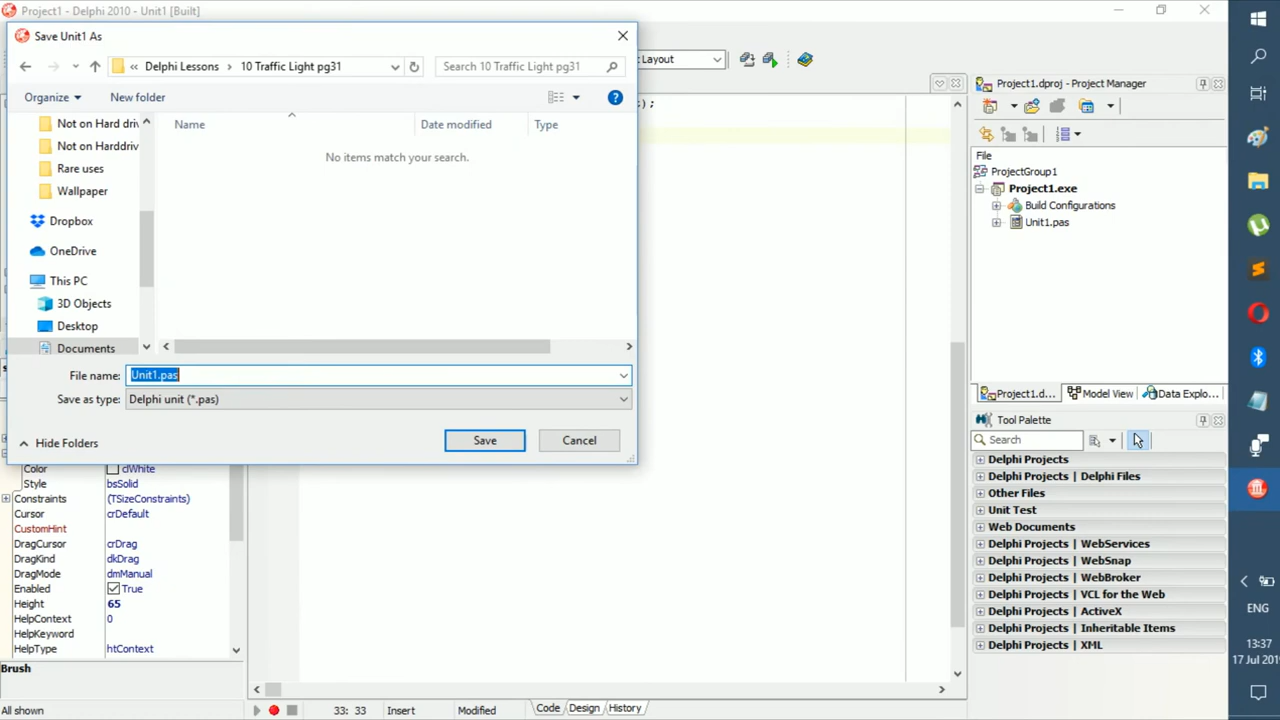 Project1 - Delphi 2010 - Unit1 [Built]
Save Unit1 As
« Delphi Lessons › 10 Traffic Light pg31
Search 10 Traffic Light pg31
Organize
New folder
Name
Date modified
Type
No items match your search.
Not on Hard driv
Not on Harddriv
Rare uses
Wallpaper
Dropbox
OneDrive
This PC
3D Objects
Desktop
Documents
File name: Unit1.pas
Save as type: Delphi unit (*.pas)
Hide Folders
Save
Cancel
Layout
);
Color clWhite
Style bsSolid
Constraints (TSizeConstraints)
Cursor crDefault
CustomHint
DragCursor crDrag
DragKind dkDrag
DragMode dmManual
Enabled True
Height 65
HelpContext 0
HelpKeyword
HelpType htContext
Brush
All shown
33: 33
Insert
Modified
Code
Design
History
Project1.dproj - Project Manager
File
ProjectGroup1
Project1.exe
Build Configurations
Unit1.pas
Project1.d...
Model View
Data Explo...
Tool Palette
Search
Delphi Projects
Delphi Projects | Delphi Files
Other Files
Unit Test
Web Documents
Delphi Projects | WebServices
Delphi Projects | WebSnap
Delphi Projects | WebBroker
Delphi Projects | VCL for the Web
Delphi Projects | ActiveX
Delphi Projects | Inheritable Items
Delphi Projects | XML
ENG
13:37
17 Jul 201